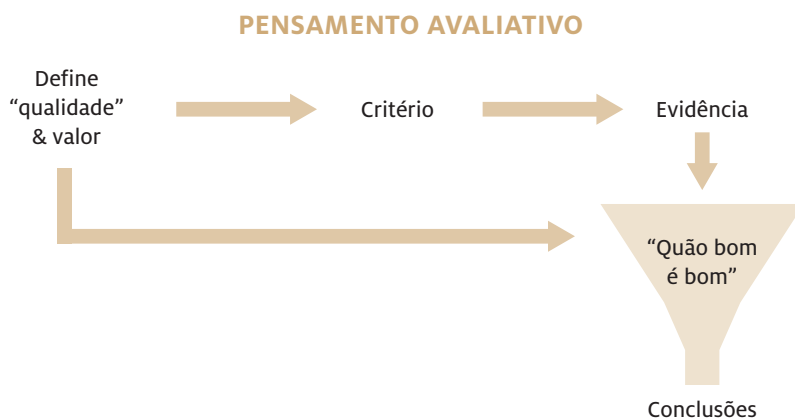 PENSAMENTO AVALIATIVO
Define
“qualidade”
& valor
Critério
Evidência
“Quão bom
é bom”
Conclusões